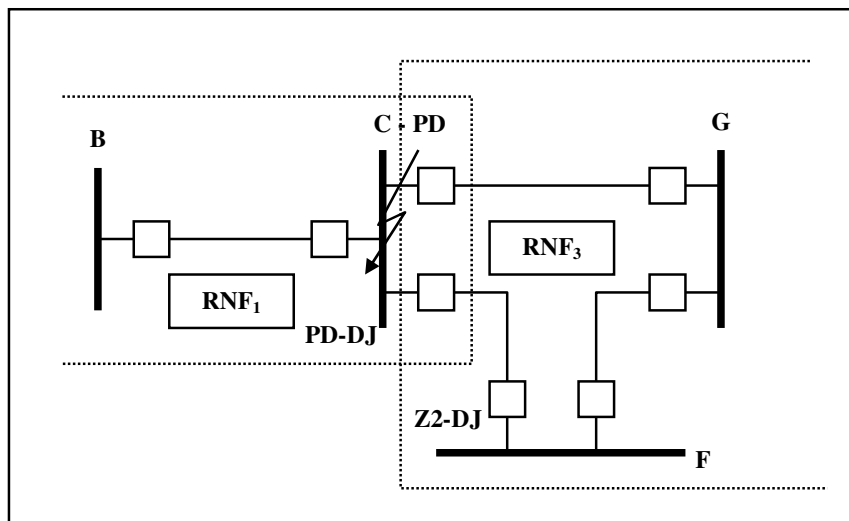 B
C - PD
G
RNF₃
RNF₁
PD-DJ
Z2-DJ
F